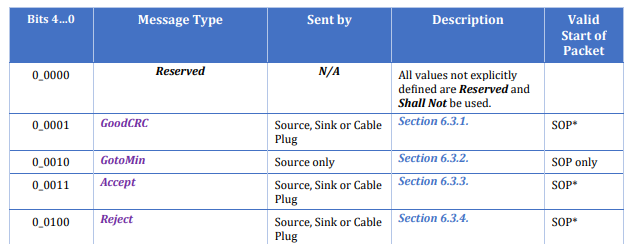 Bits 4…0 Message Type Sent by Description Valid
Start of
Packet
0_0000 Reserved N/A All values not explicitly
defined are Reserved and
Shall Not be used.
0_0001 GoodCRC Source, Sink or Cable Section 6.3.1. SOP*
Plug
0_0010 GotoMin Source only Section 6.3.2. SOP only
0_0011 Accept Source, Sink or Cable Section 6.3.3. SOP*
Plug
0_0100 Reject Source, Sink or Cable Section 6.3.4. SOP*
Plug